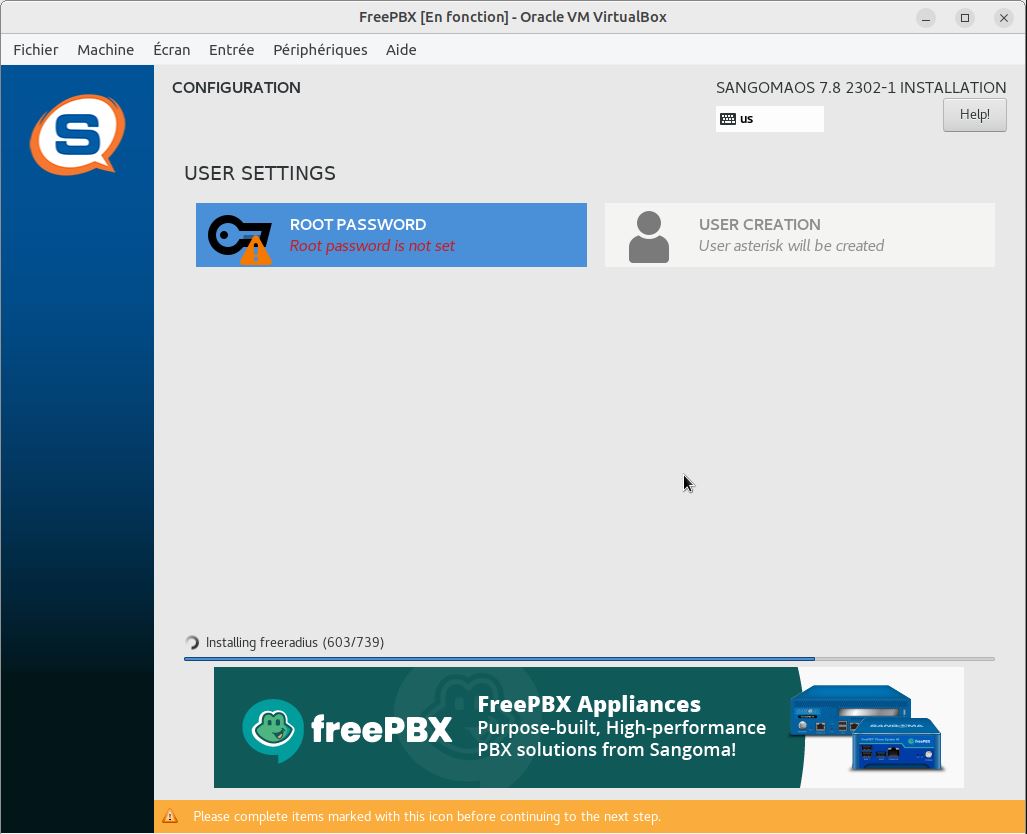 FreePBX [En fonction] - Oracle VM VirtualBox
Fichier Machine Écran Entrée Périphériques Aide
CONFIGURATION
SANGOMAOS 7.8 2302-1 INSTALLATION
us
Help!
S
USER SETTINGS
ROOT PASSWORD
Root password is not set
USER CREATION
User asterisk will be created
Installing freeradius (603/739)
freePBX
FreePBX Appliances
Purpose-built, High-performance
PBX solutions from Sangoma!
SANGOMA
freePBX
Please complete items marked with this icon before continuing to the next step.